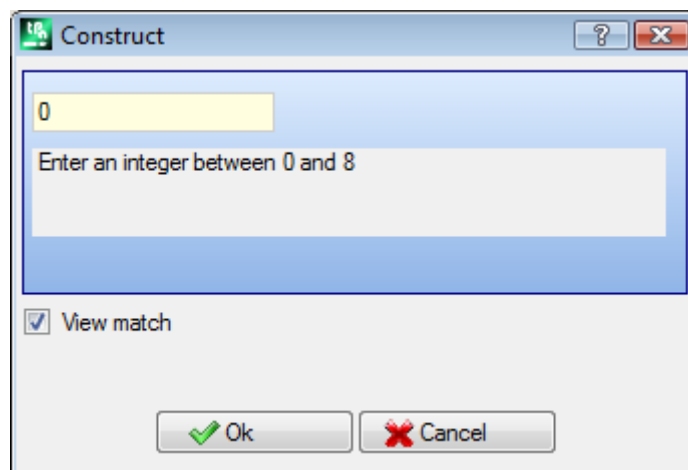 Construct
0
Enter an integer between 0 and 8
View match
Ok
Cancel